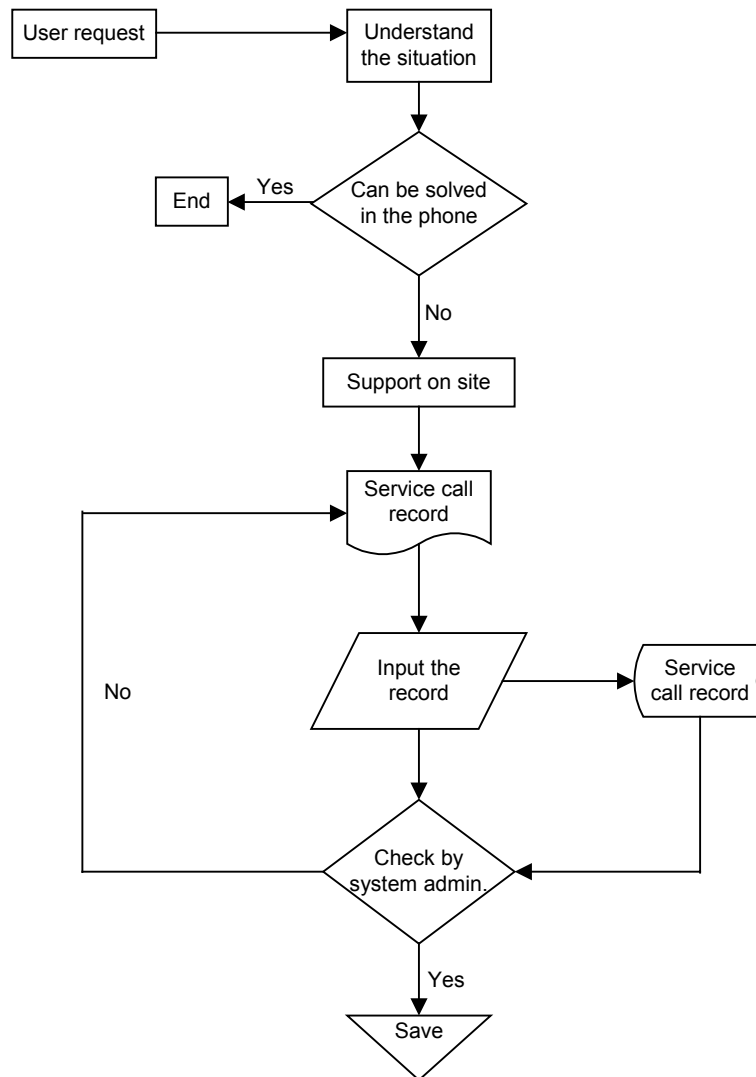 User request
Understand
the situation
Can be solved
in the phone
Yes
End
No
Support on site
Service call
record
Input the
record
Service
call record
No
Check by
system admin.
Yes
Save